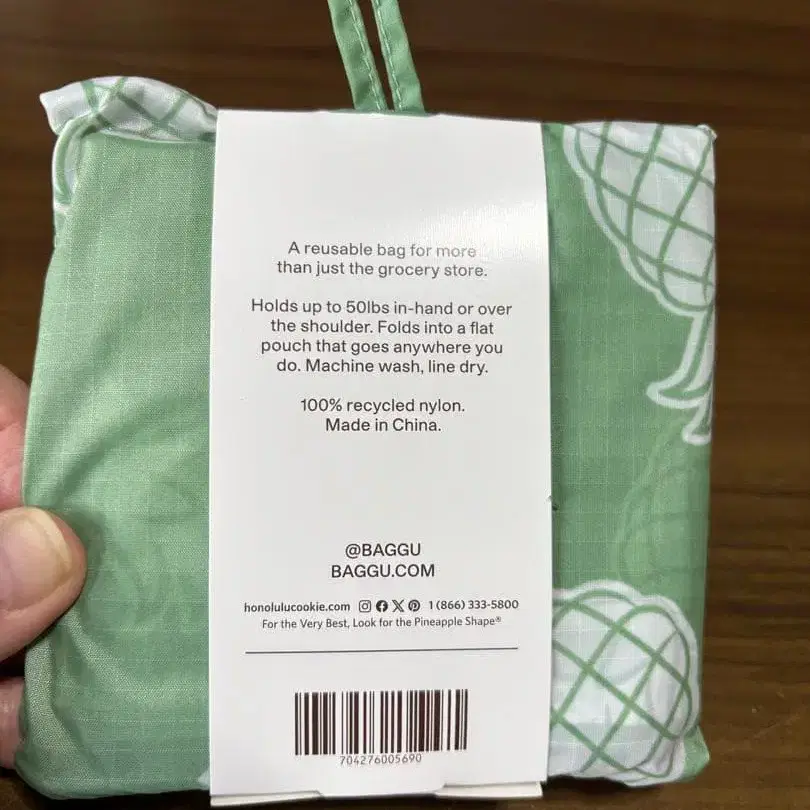 A reusable bag for more
than just the grocery store.
Holds up to 50lbs in-hand or over
the shoulder. Folds into a flat
pouch that goes anywhere you
do. Machine wash, line dry.
100% recycled nylon.
Made in China.
@BAGGU
BAGGU.COM
honolulucookie.com 1 (866) 333-5800
For the Very Best, Look for the Pineapple Shape®
704276005690